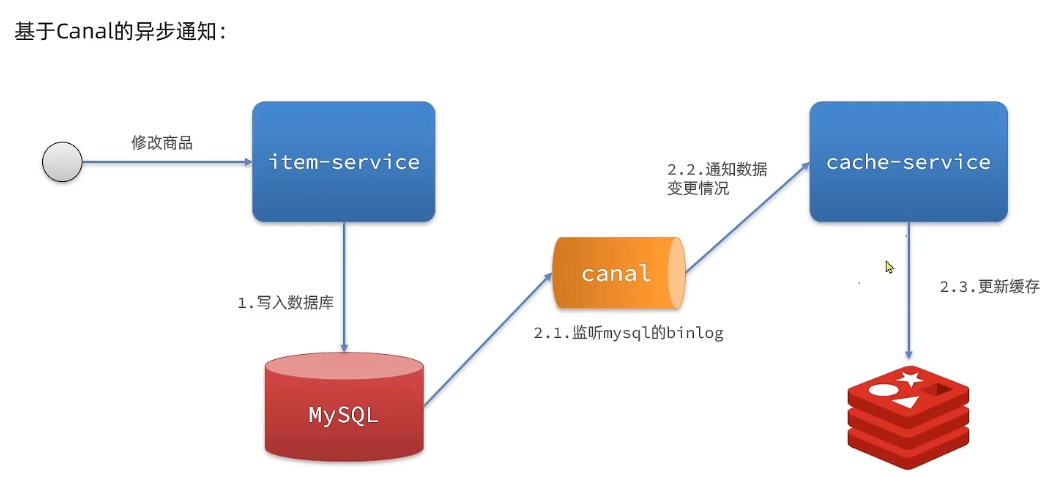 基于Canal的异步通知：
修改商品
item-service
cache-service
2.2.通知数据
变更情况
canal
1.写入数据库
2.1.监听mysql的binlog
2.3.更新缓存
MySQL